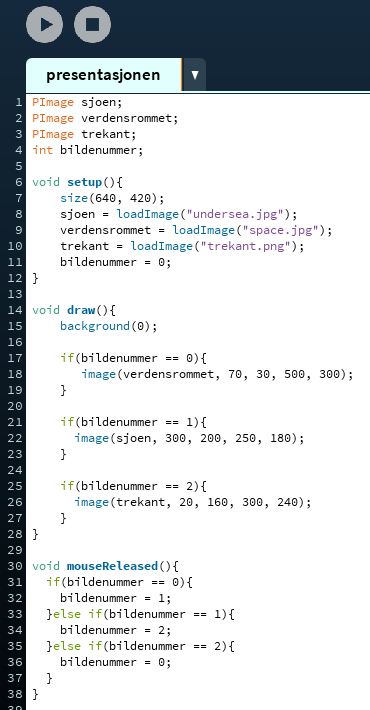 presentasjonen ▼
1 PImage sjoen;
2 PImage verdensrommet;
3 PImage trekant;
4 int bildenummer;
5
6 void setup(){
7     size(640, 420);
8     sjoen = loadImage("undersea.jpg");
9     verdensrommet = loadImage("space.jpg");
10     trekant = loadImage("trekant.png");
11     bildenummer = 0;
12 }
13
14 void draw(){
15     background(0);
16
17     if(bildenummer == 0){
18        image(verdensrommet, 70, 30, 500, 300);
19     }
20
21     if(bildenummer == 1){
22       image(sjoen, 300, 200, 250, 180);
23     }
24
25     if(bildenummer == 2){
26       image(trekant, 20, 160, 300, 240);
27     }
28 }
29
30 void mouseReleased(){
31   if(bildenummer == 0){
32     bildenummer = 1;
33   }else if(bildenummer == 1){
34     bildenummer = 2;
35   }else if(bildenummer == 2){
36     bildenummer = 0;
37   }
38 }